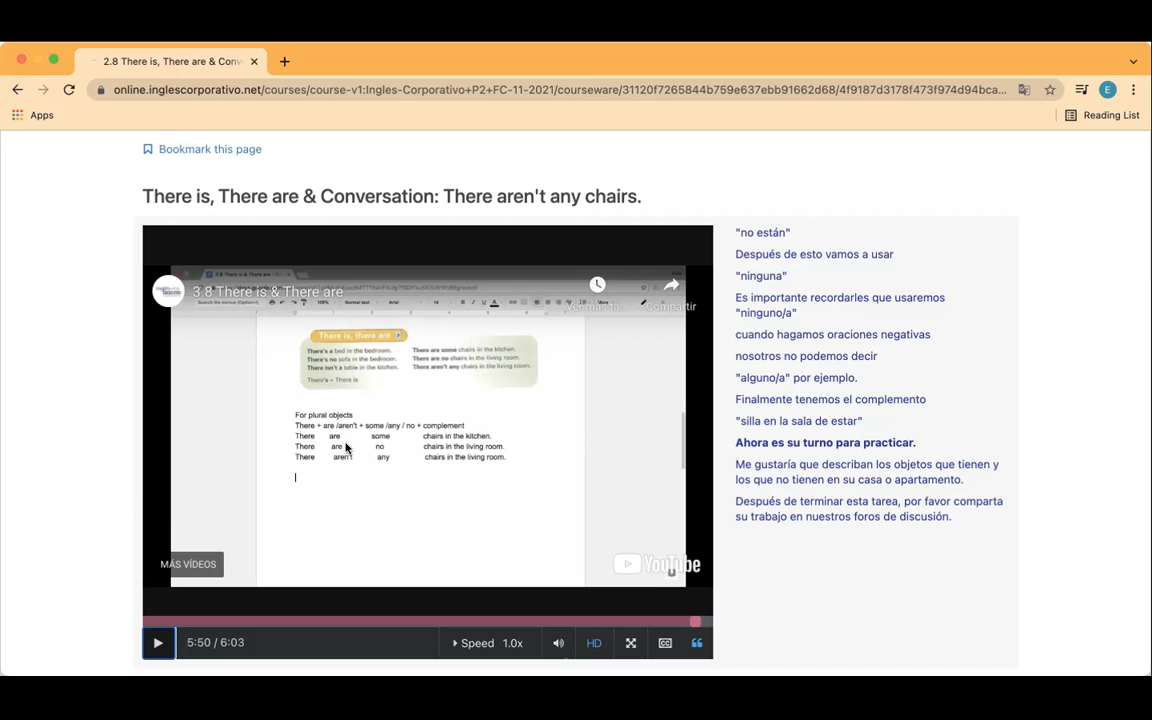 2.8 There is, There are & Conv
online.inglescorporativo.net/courses/course-v1:Ingles-Corporativo+P2+FC-11-2021/courseware/31120f7265844b759e637ebb91662d68/4f9187d3178f473f974d94bca...
Apps
Reading List
Bookmark this page
There is, There are & Conversation: There aren't any chairs.
3.8 There is & There are
3.8 There is & There are
Compartir
There is, there are
There's a bed in the bedroom.
There's no sofa in the bedroom.
There isn't a table in the kitchen.
There's = There is
There are some chairs in the kitchen.
There are no chairs in the living room.
There aren't any chairs in the living room.
For plural objects
There + are /aren't + some /any / no + complement
There are some chairs in the kitchen.
There are no chairs in the living room.
There aren't any chairs in the living room.
MÁS VÍDEOS
YouTube
5:50 / 6:03
Speed 1.0x
HD
CC
"no están"
Después de esto vamos a usar
"ninguna"
Es importante recordarles que usaremos
"ninguno/a"
cuando hagamos oraciones negativas
nosotros no podemos decir
"alguno/a" por ejemplo.
Finalmente tenemos el complemento
"silla en la sala de estar"
Ahora es su turno para practicar.
Me gustaría que describan los objetos que tienen y
los que no tienen en su casa o apartamento.
Después de terminar esta tarea, por favor comparta
su trabajo en nuestros foros de discusión.